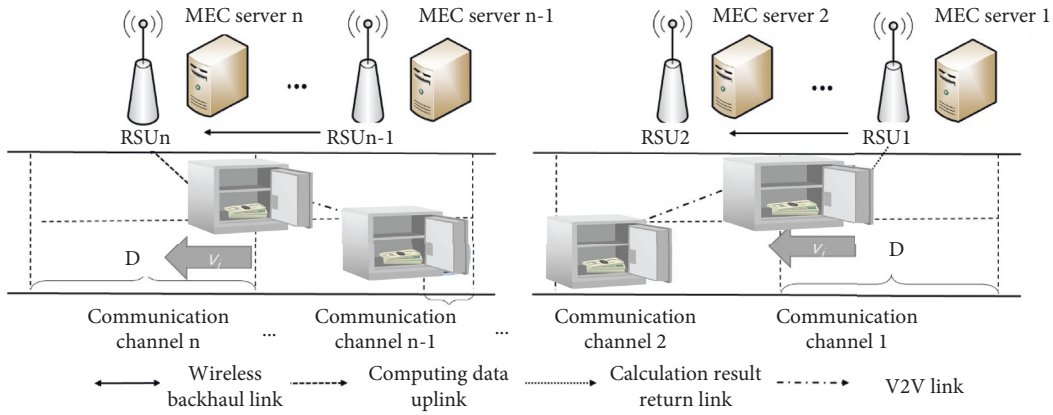 MEC server n
MEC server n-1
MEC server 2
MEC server 1
...
...
RSUn
RSUn-1
RSU2
RSU1
D
Vi
Vi
D
Communication
channel n
...
Communication
channel n-1
...
Communication
channel 2
Communication
channel 1
Wireless
backhaul link
Computing data
uplink
Calculation result
return link
V2V link